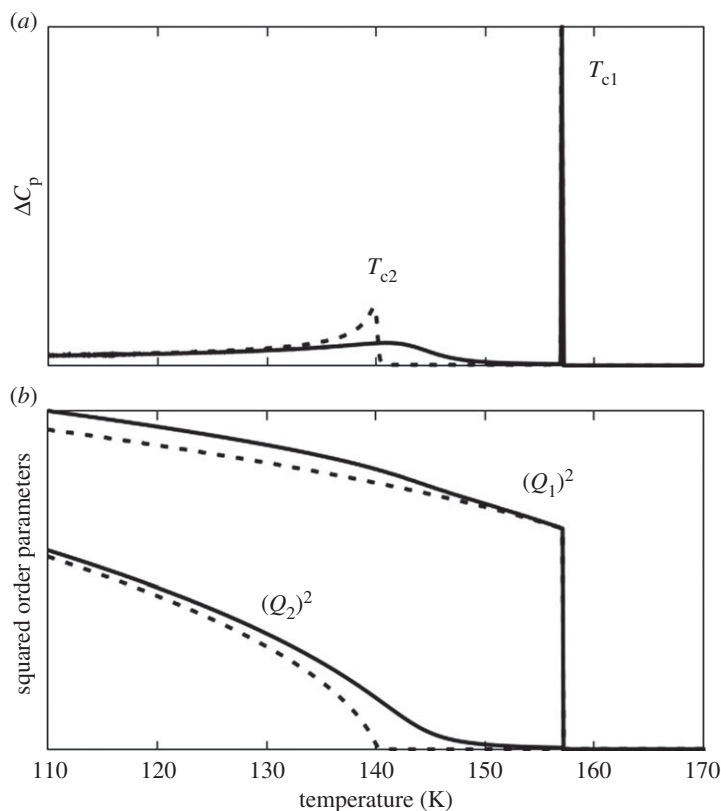 (a)
T_c1
ΔC_p
T_c2
(b)
squared order parameters
(Q_1)^2
(Q_2)^2
110 120 130 140 150 160 170
temperature (K)